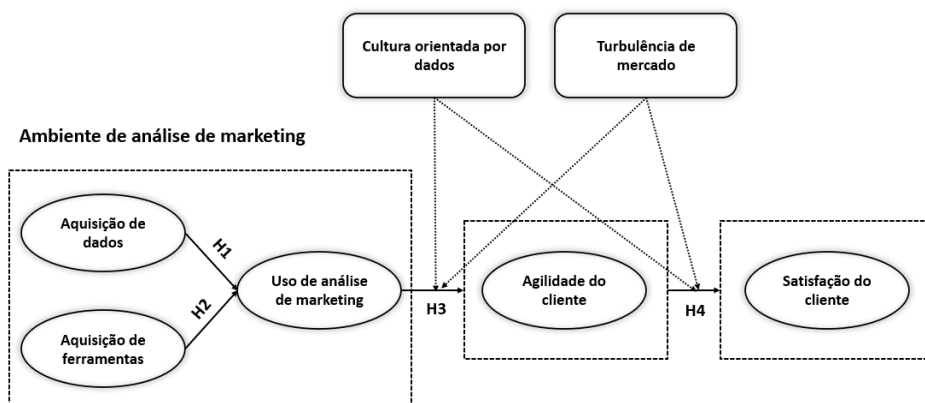 Cultura orientada por
dados
Turbulência de
mercado
Ambiente de análise de marketing
Aquisição de
dados
H1
Uso de análise
de marketing
H2
Aquisição de
ferramentas
H3
Agilidade do
cliente
H4
Satisfação do
cliente